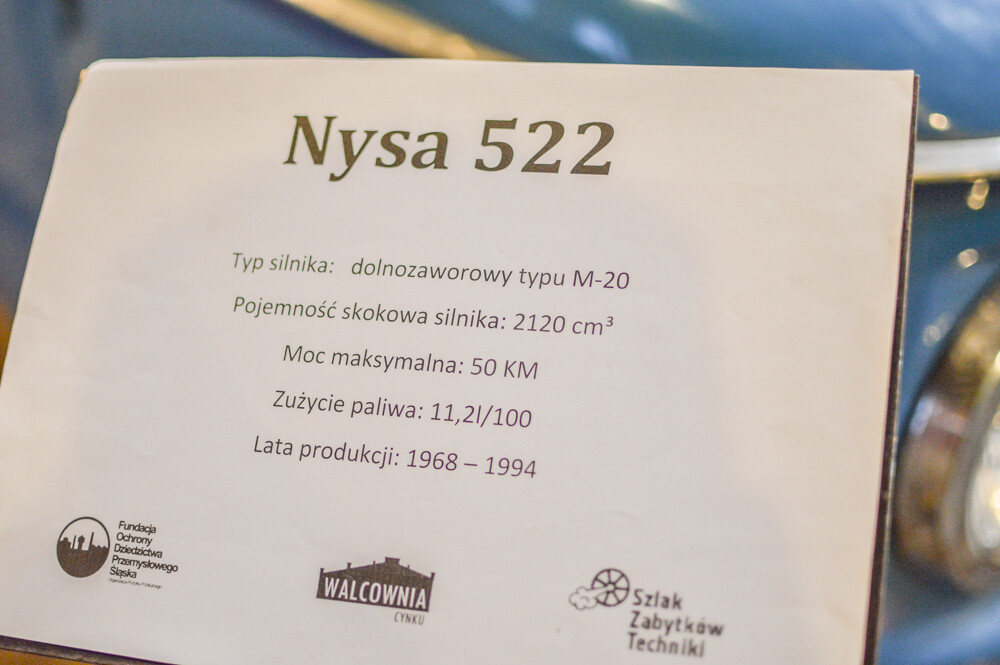 Nysa 522
Typ silnika: dolnozaworowy typu M-20
Pojemność skokowa silnika: 2120 cm³
Moc maksymalna: 50 KM
Zużycie paliwa: 11,2l/100
Lata produkcji: 1968 – 1994
Fundacja
Ochrony
Dziedzictwa
Przemysłowego
Śląska
WALCOWNIA
CYNKU
Szlak
Zabytków
Techniki